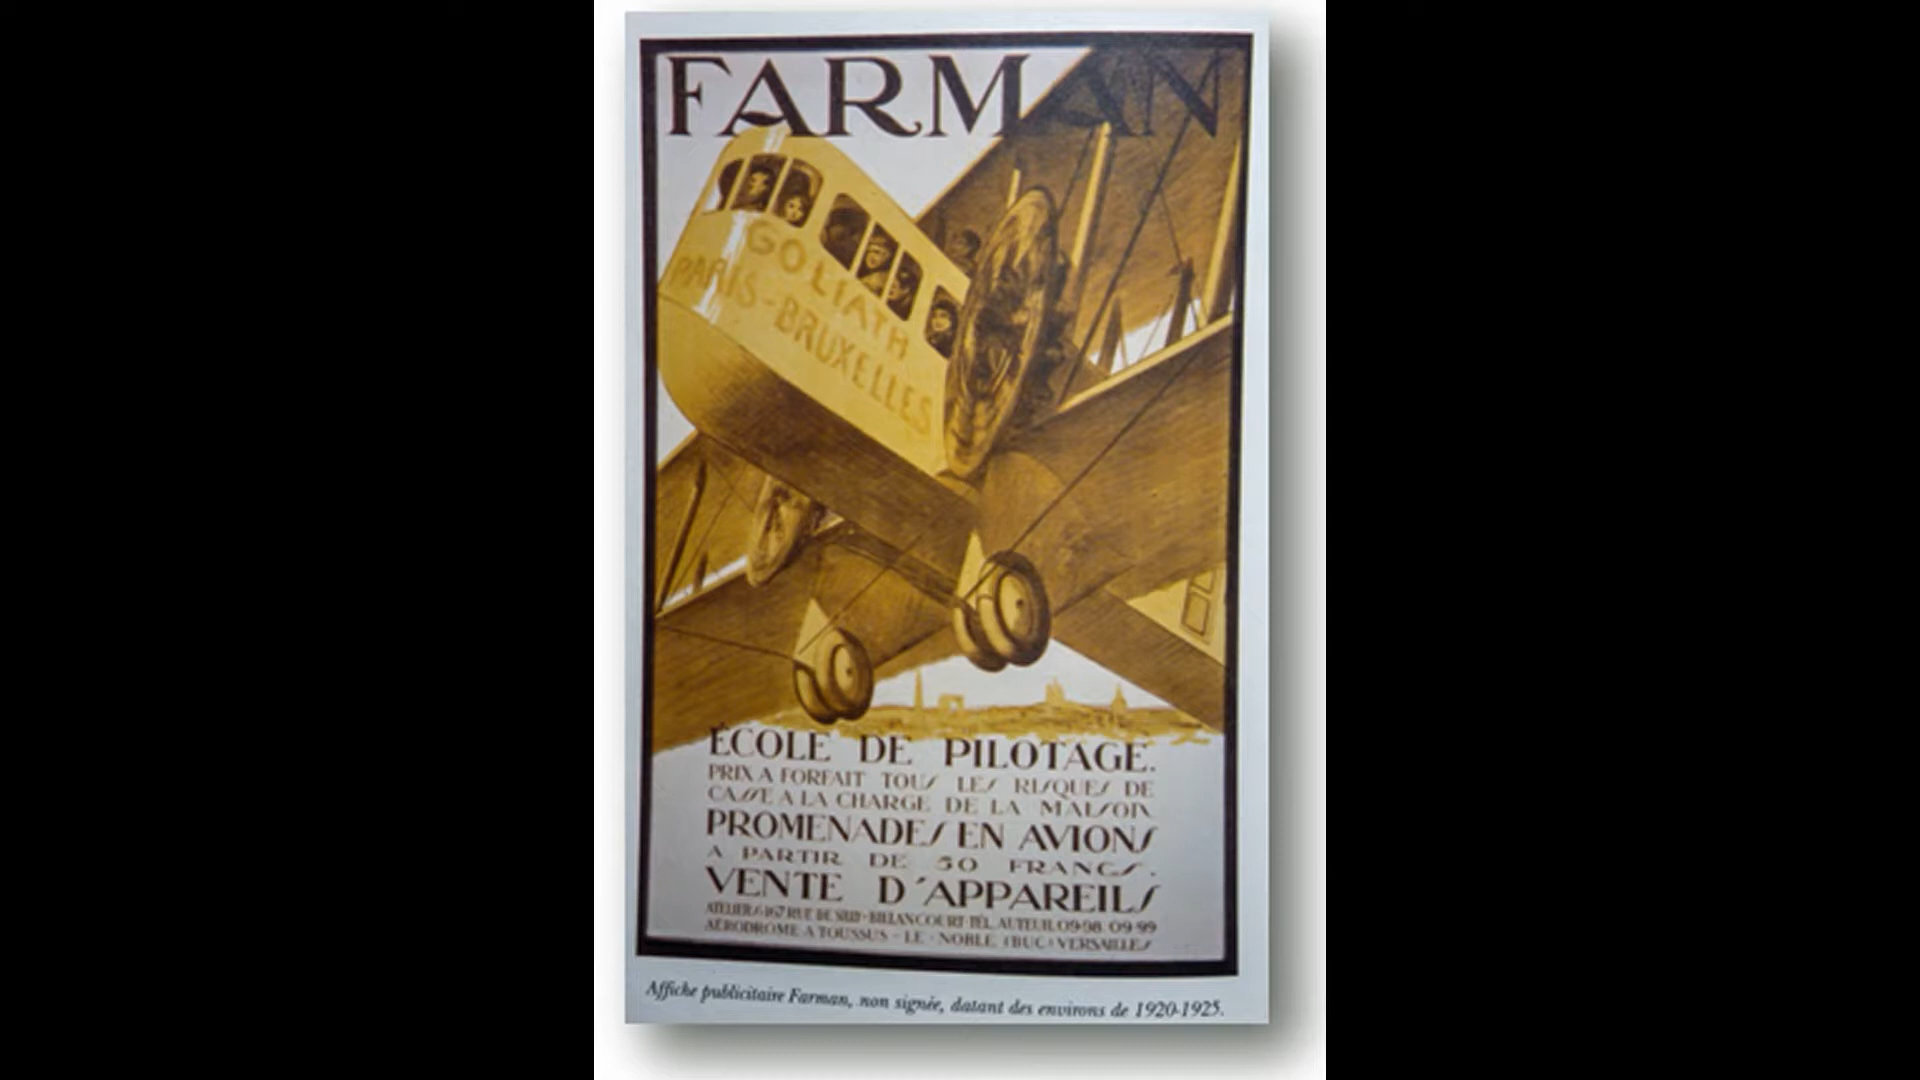 FARMAN
GOLIATH
PARIS-BRUXELLES
ÉCOLE DE PILOTAGE.
PRIX A FORFAIT TOUS LES RISQUES DE
CASSE A LA CHARGE DE LA MAISON
PROMENADES EN AVIONS
A PARTIR DE 50 FRANCS.
VENTE D'APPAREILS
ATELIERS 167 RUE DE SILLY - BILLANCOURT TEL. AUTEUIL 09-98. 09-99
AÉRODROME A TOUSSUS - LE - NOBLE (BUC) VERSAILLES
Affiche publicitaire Farman, non signée, datant des environs de 1920-1925.